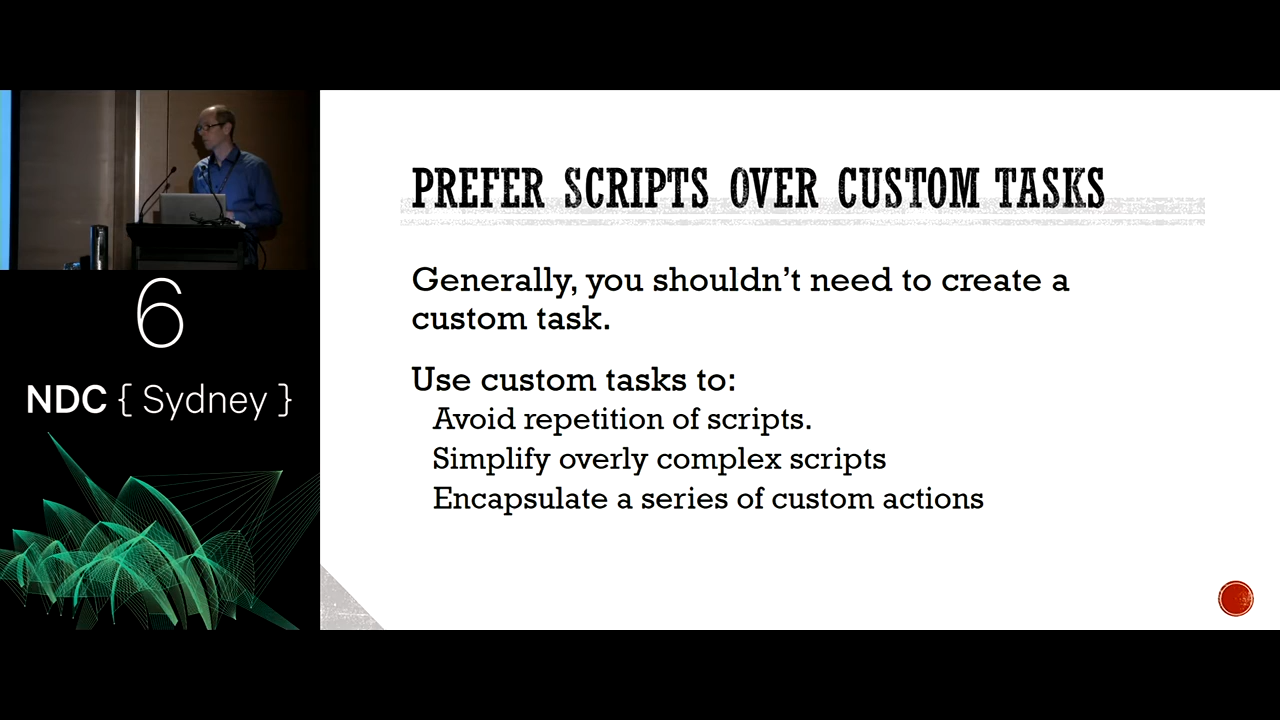 PREFER SCRIPTS OVER CUSTOM TASKS
Generally, you shouldn’t need to create a
custom task.
Use custom tasks to:
Avoid repetition of scripts.
Simplify overly complex scripts
Encapsulate a series of custom actions
6
NDC { Sydney }